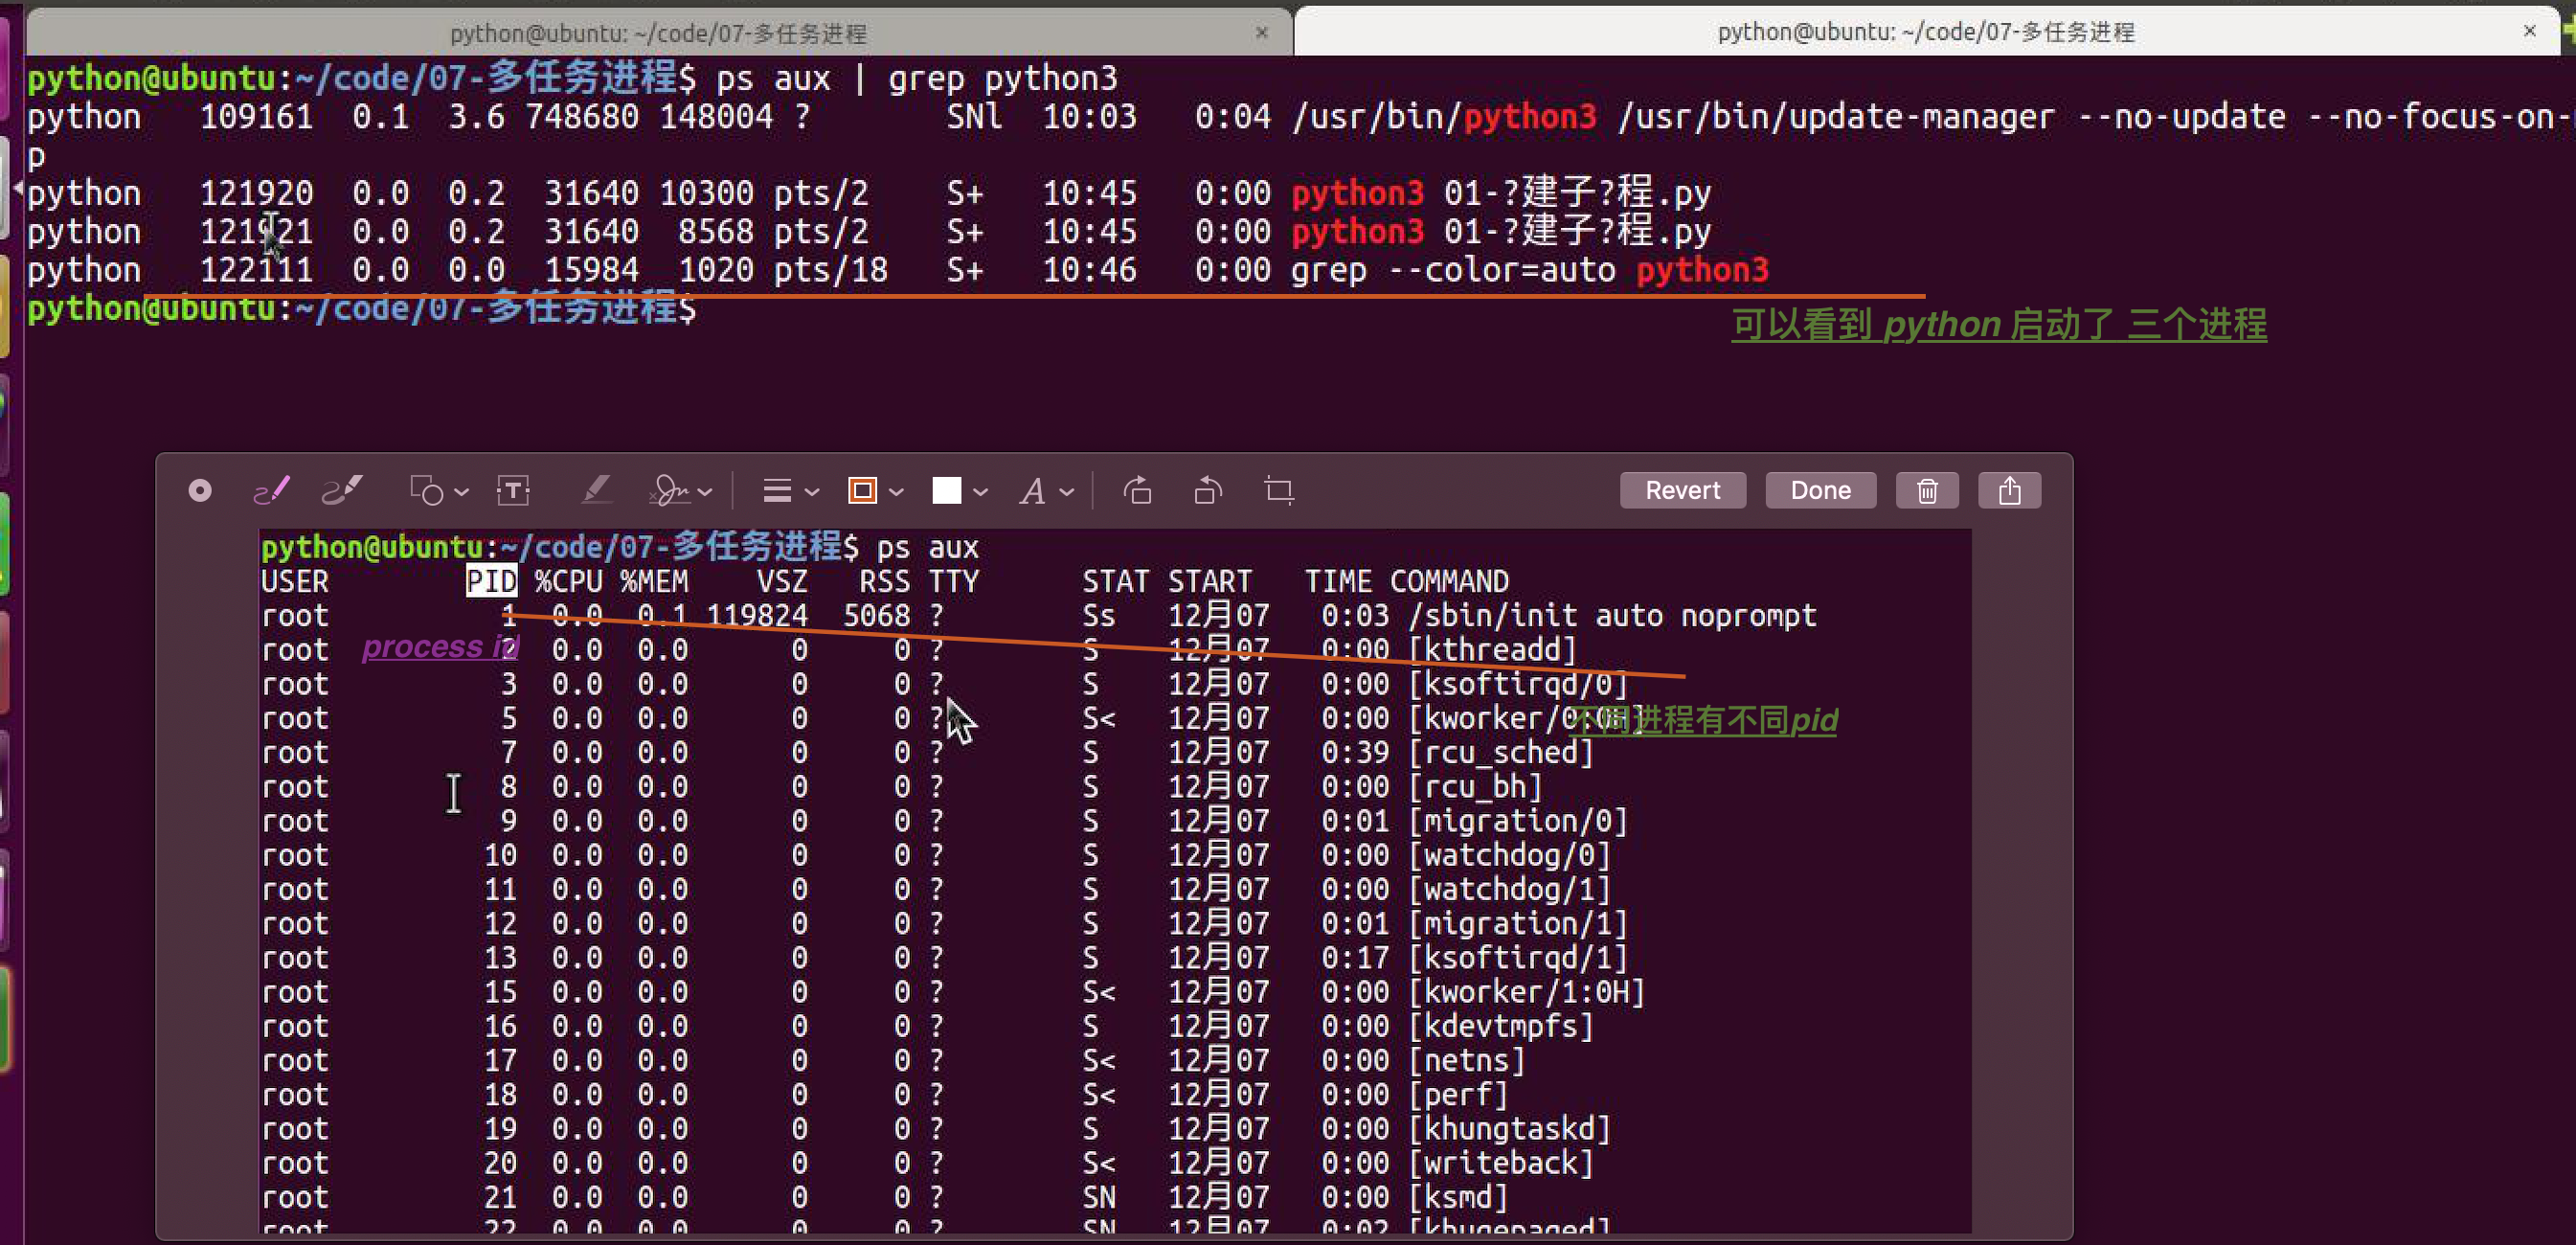 python@ubuntu: ~/code/07-多任务进程 × python@ubuntu: ~/code/07-多任务进程 ×
python@ubuntu:~/code/07-多任务进程$ ps aux | grep python3
python 109161 0.1 3.6 748680 148004 ? SNl 10:03 0:04 /usr/bin/python3 /usr/bin/update-manager --no-update --no-focus-on-
p
python 121920 0.0 0.2 31640 10300 pts/2 S+ 10:45 0:00 python3 01-?建子?程.py
python 121921 0.0 0.2 31640 8568 pts/2 S+ 10:45 0:00 python3 01-?建子?程.py
python 122111 0.0 0.0 15984 1020 pts/18 S+ 10:46 0:00 grep --color=auto python3
python@ubuntu:~/code/07-多任务进程$
可以看到 python 启动了 三个进程
Revert Done
python@ubuntu:~/code/07-多任务进程$ ps aux
USER PID %CPU %MEM VSZ RSS TTY STAT START TIME COMMAND
root 1 0.0 0.1 119824 5068 ? Ss 12月07 0:03 /sbin/init auto noprompt
process id
root 2 0.0 0.0 0 0 ? S 12月07 0:00 [kthreadd]
root 3 0.0 0.0 0 0 ? S 12月07 0:00 [ksoftirqd/0]
root 5 0.0 0.0 0 0 ? S< 12月07 0:00 [kworker/0:0H]
不同进程有不同pid
root 7 0.0 0.0 0 0 ? S 12月07 0:39 [rcu_sched]
root 8 0.0 0.0 0 0 ? S 12月07 0:00 [rcu_bh]
root 9 0.0 0.0 0 0 ? S 12月07 0:01 [migration/0]
root 10 0.0 0.0 0 0 ? S 12月07 0:00 [watchdog/0]
root 11 0.0 0.0 0 0 ? S 12月07 0:00 [watchdog/1]
root 12 0.0 0.0 0 0 ? S 12月07 0:01 [migration/1]
root 13 0.0 0.0 0 0 ? S 12月07 0:17 [ksoftirqd/1]
root 15 0.0 0.0 0 0 ? S< 12月07 0:00 [kworker/1:0H]
root 16 0.0 0.0 0 0 ? S 12月07 0:00 [kdevtmpfs]
root 17 0.0 0.0 0 0 ? S< 12月07 0:00 [netns]
root 18 0.0 0.0 0 0 ? S< 12月07 0:00 [perf]
root 19 0.0 0.0 0 0 ? S 12月07 0:00 [khungtaskd]
root 20 0.0 0.0 0 0 ? S< 12月07 0:00 [writeback]
root 21 0.0 0.0 0 0 ? SN 12月07 0:00 [ksmd]
root 22 0.0 0.0 0 0 ? SN 12月07 0:02 [khugepaged]